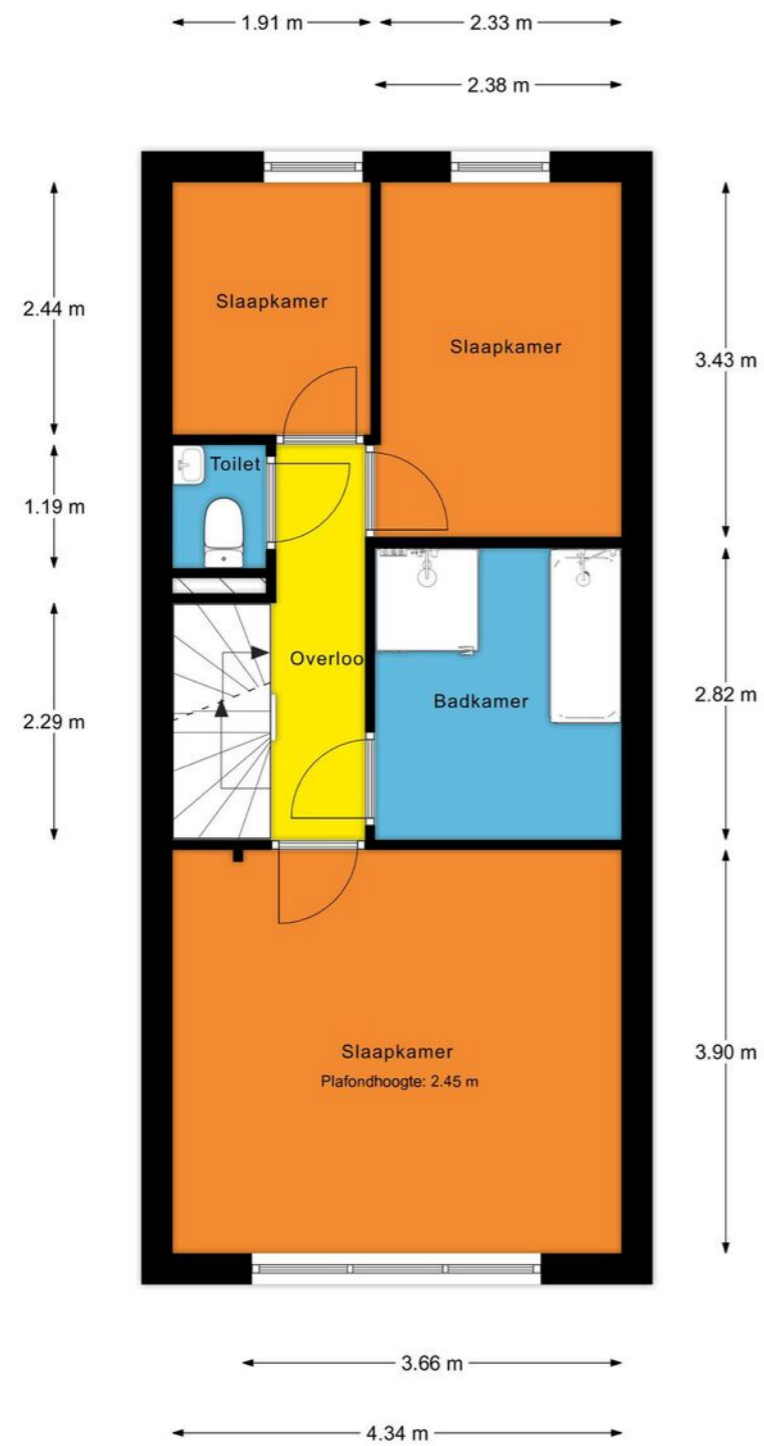 1.91 m
2.33 m
2.38 m
2.44 m
Slaapkamer
Slaapkamer
3.43 m
Toilet
1.19 m
Overloo
2.82 m
Badkamer
2.29 m
Slaapkamer
3.90 m
Plafondhoogte: 2.45 m
3.66 m
4.34 m